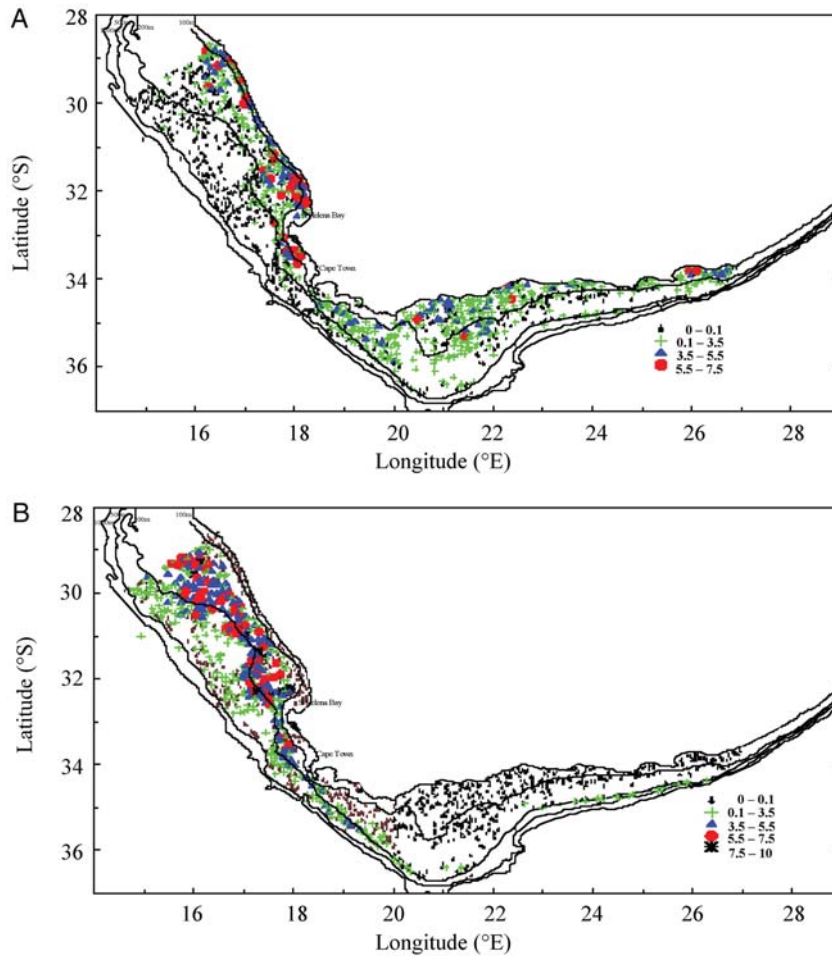 A
28
30
32
34
36
Latitude (°S)
100m
200m
Cape Town
0 – 0.1
0.1 – 3.5
3.5 – 5.5
5.5 – 7.5
16 18 20 22 24 26 28
Longitude (°E)
B
28
30
32
34
36
Latitude (°S)
100m
Cape Town
0 – 0.1
0.1 – 3.5
3.5 – 5.5
5.5 – 7.5
7.5 – 10
16 18 20 22 24 26 28
Longitude (°E)